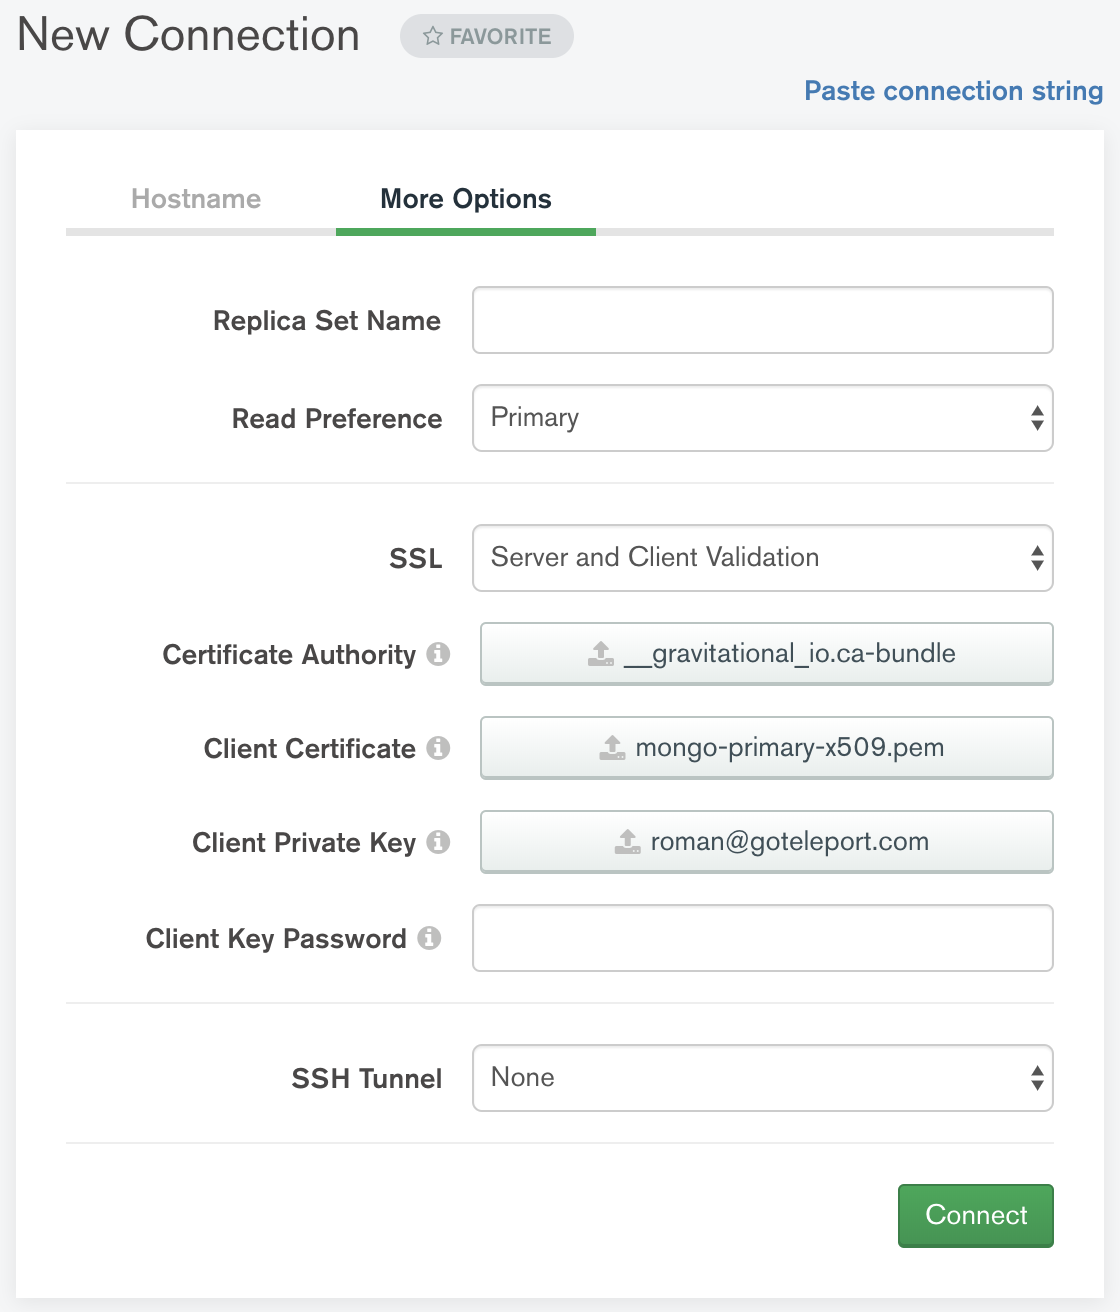 New Connection
FAVORITE
Paste connection string
Hostname
More Options
Replica Set Name
Read Preference
Primary
SSL
Server and Client Validation
Certificate Authority
__gravitational_io.ca-bundle
Client Certificate
mongo-primary-x509.pem
Client Private Key
roman@goteleport.com
Client Key Password
SSH Tunnel
None
Connect